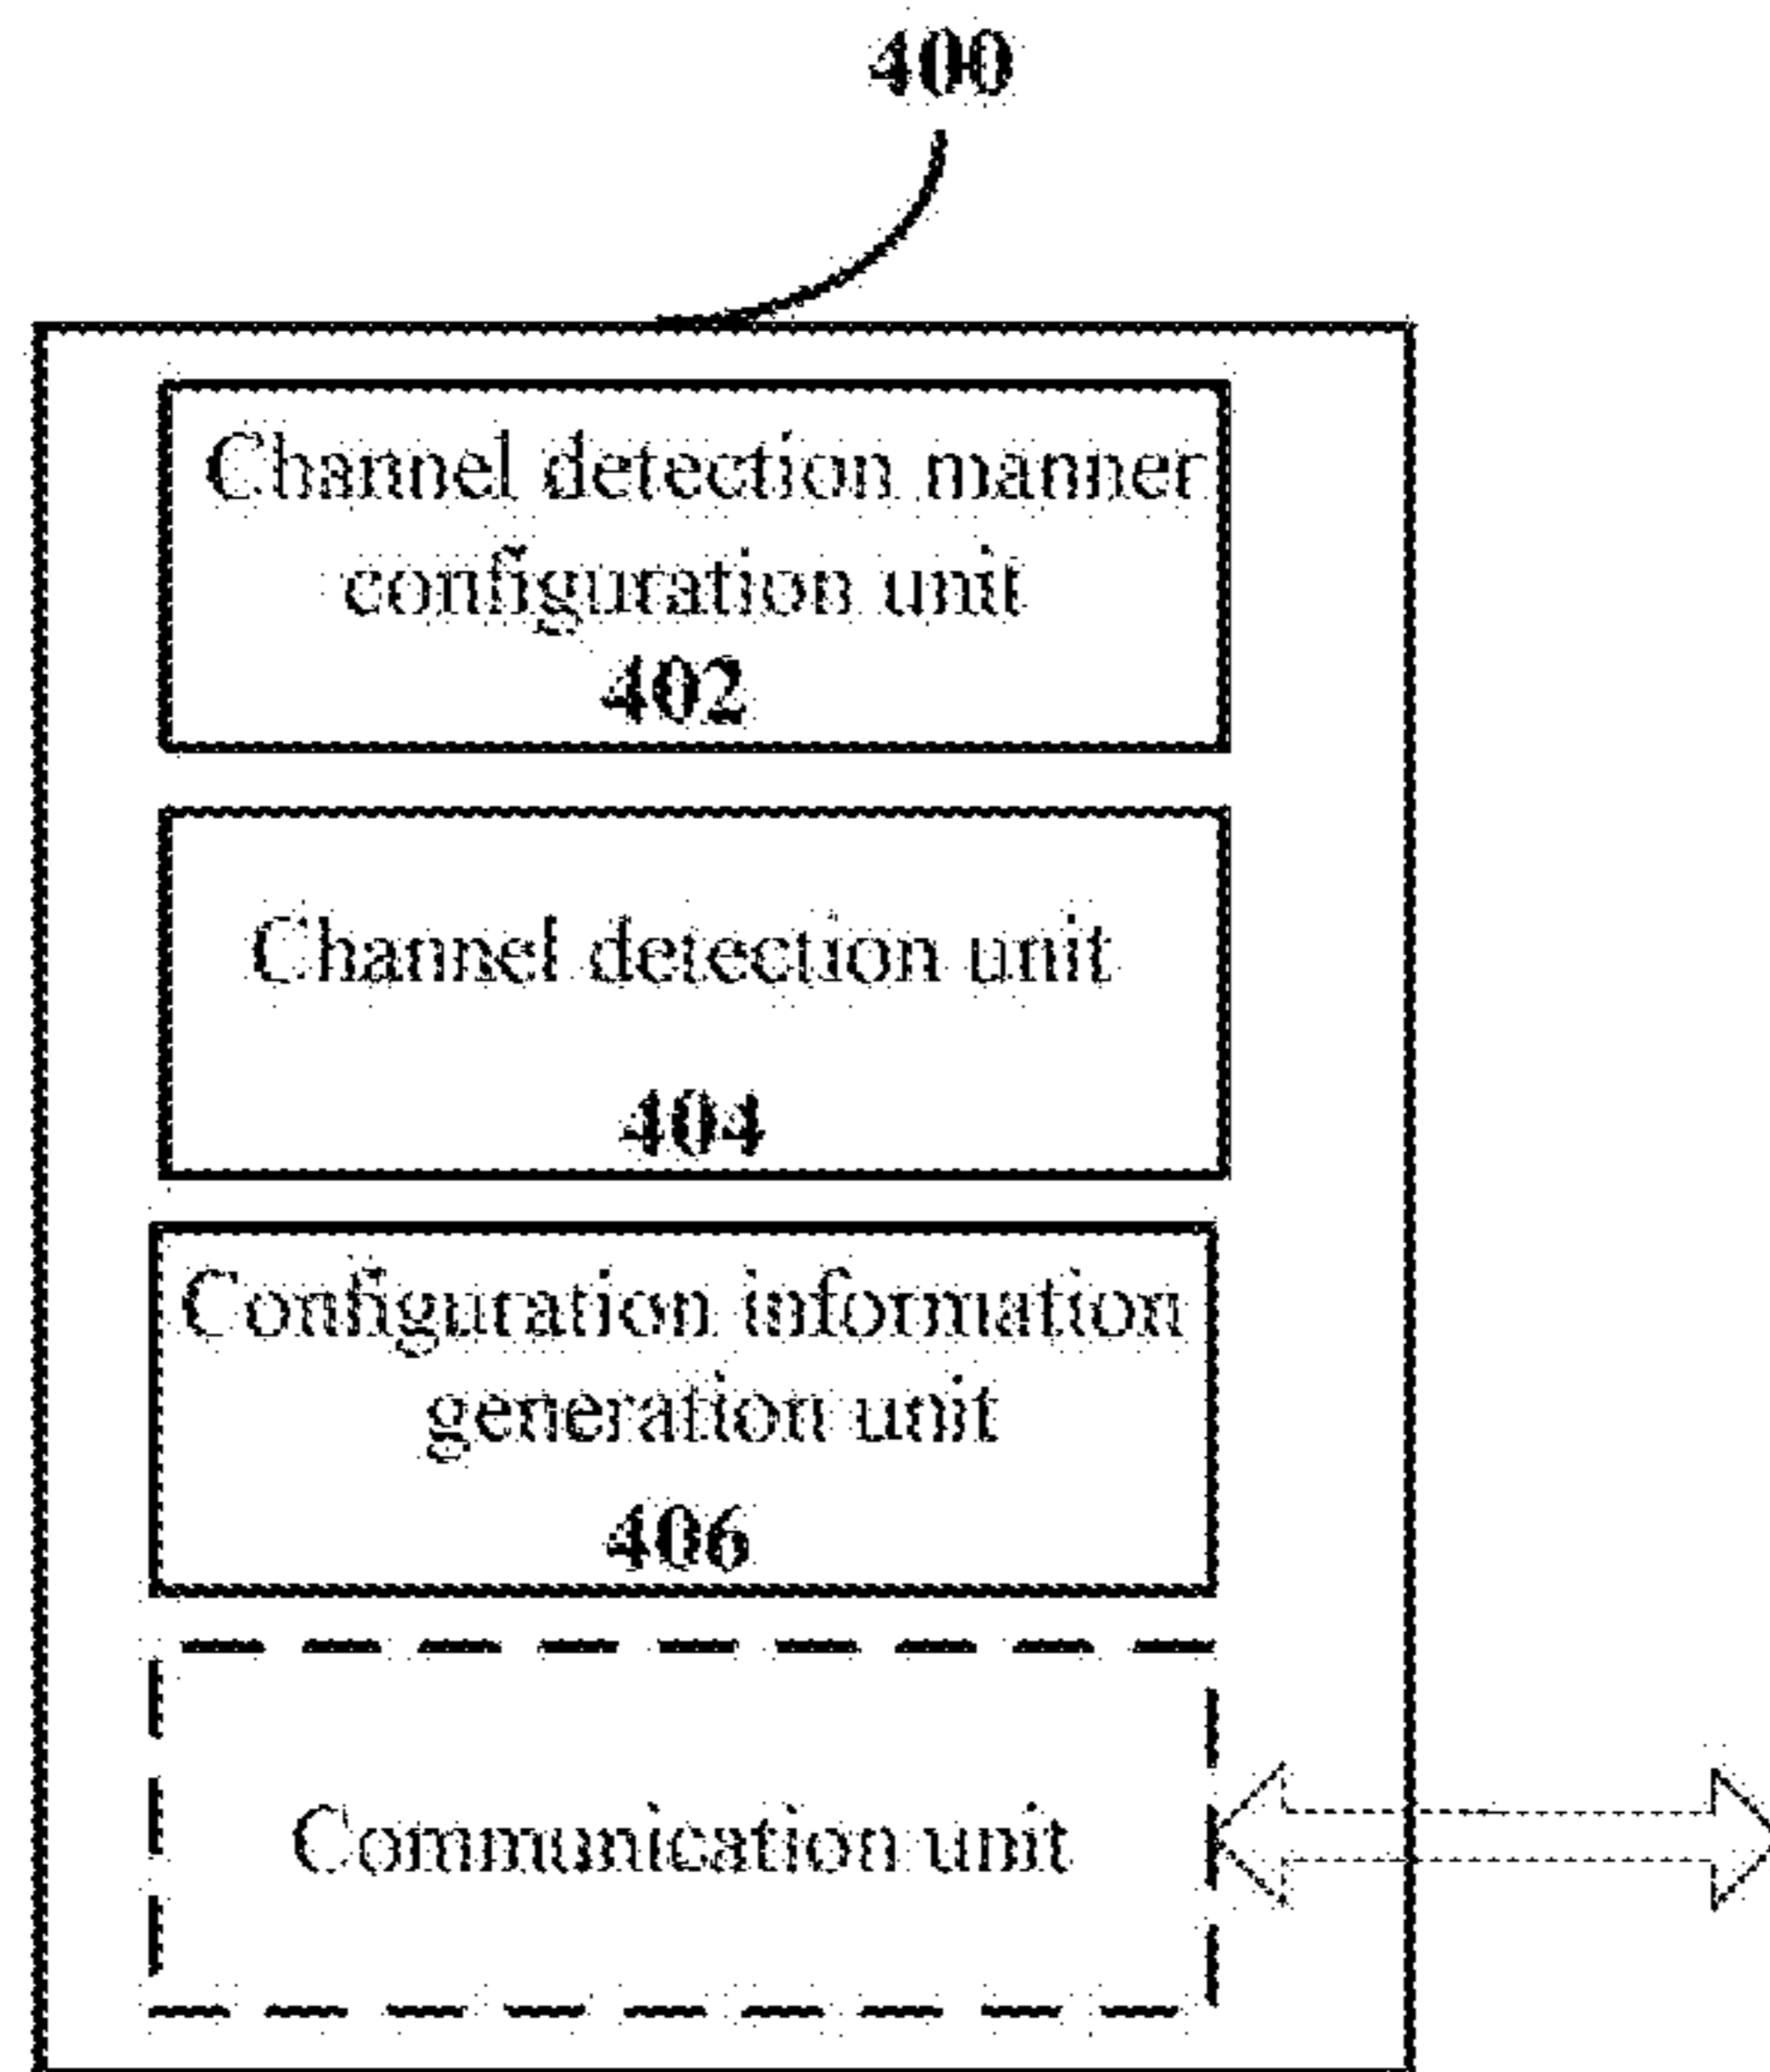 400
Channel detection manner
configuration unit
402
Channel detection unit
404
Configuration information
generation unit
406
Communication unit